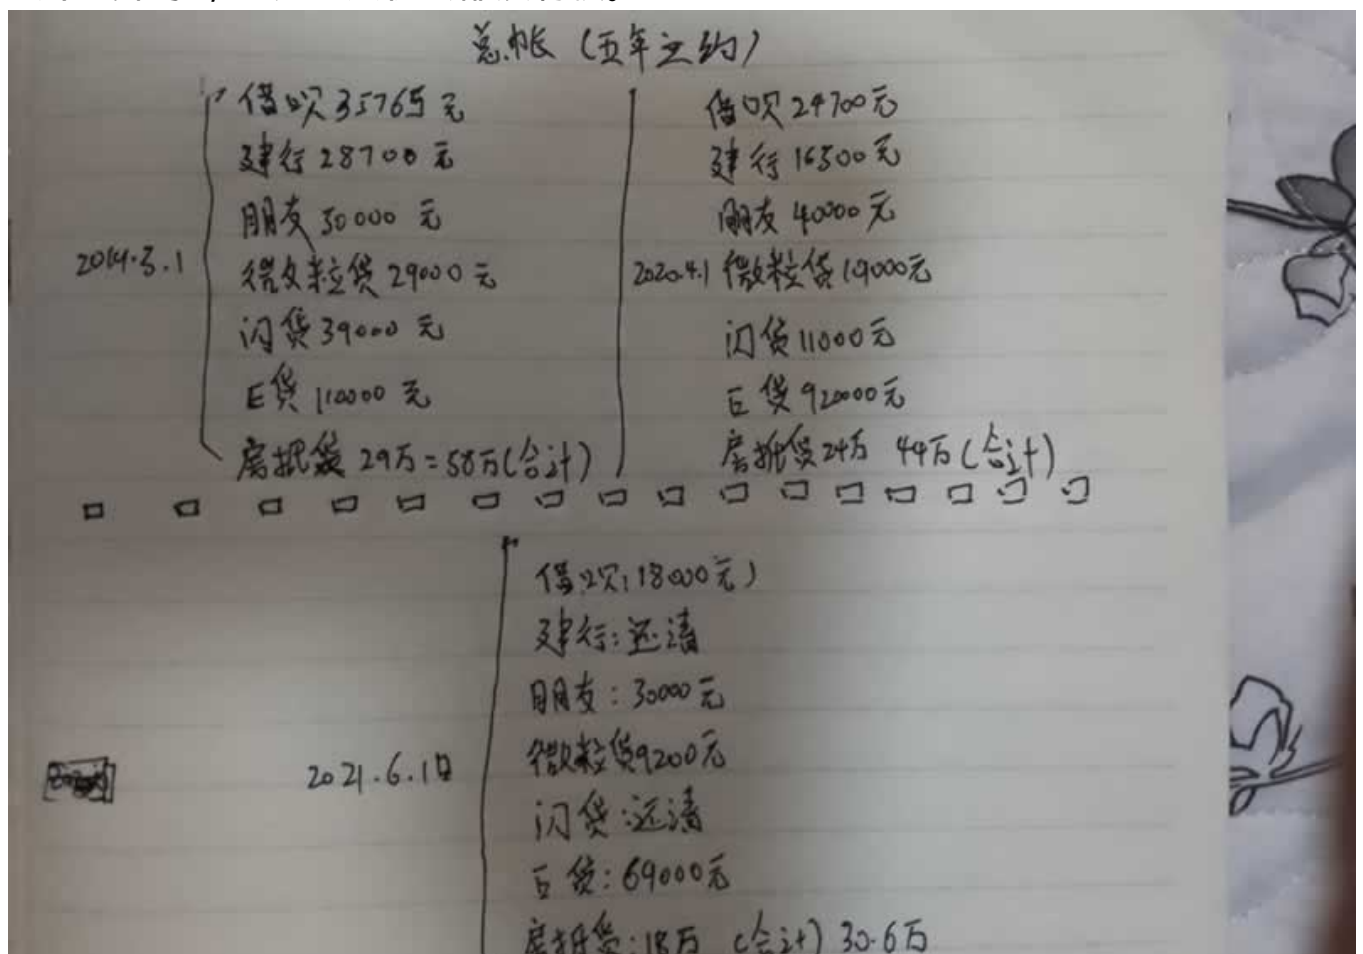 总帐（五年之约）
借呗35765元
建行28700元
朋友50000元
2019.3.1
微粒贷29000元
闪贷39000元
E贷110000元
房抵贷29万=58万(合计)
借呗24700元
建行16500元
朋友40000元
2020.4.1 微粒贷19000元
闪贷11000元
E贷92000元
房抵贷24万 44万(合计)
借呗:18000元)
建行:还清
朋友:30000元
2021.6.1日
微粒贷9200元
闪贷:还清
E贷:69000元
房抵贷:18万 (合计) 30.6万